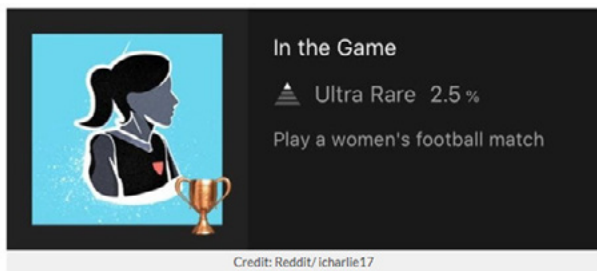 In the Game
Ultra Rare 2.5 %
Play a women's football match
Credit: Reddit/icharlie17